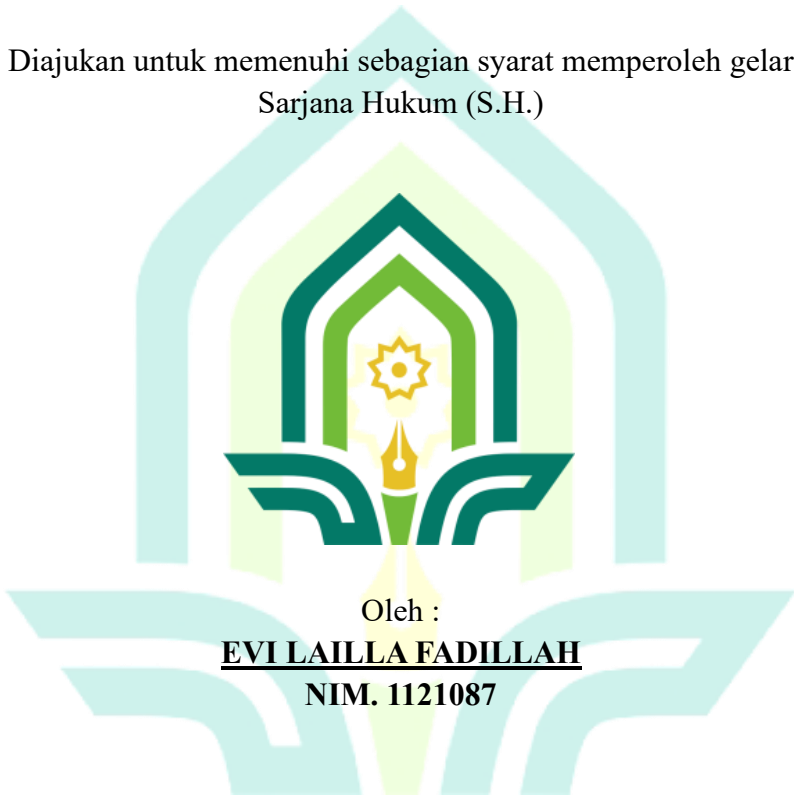 Diajukan untuk memenuhi sebagian syarat memperoleh gelar
Sarjana Hukum (S.H.)
Oleh :
EVI LAILLA FADILLAH
NIM. 1121087